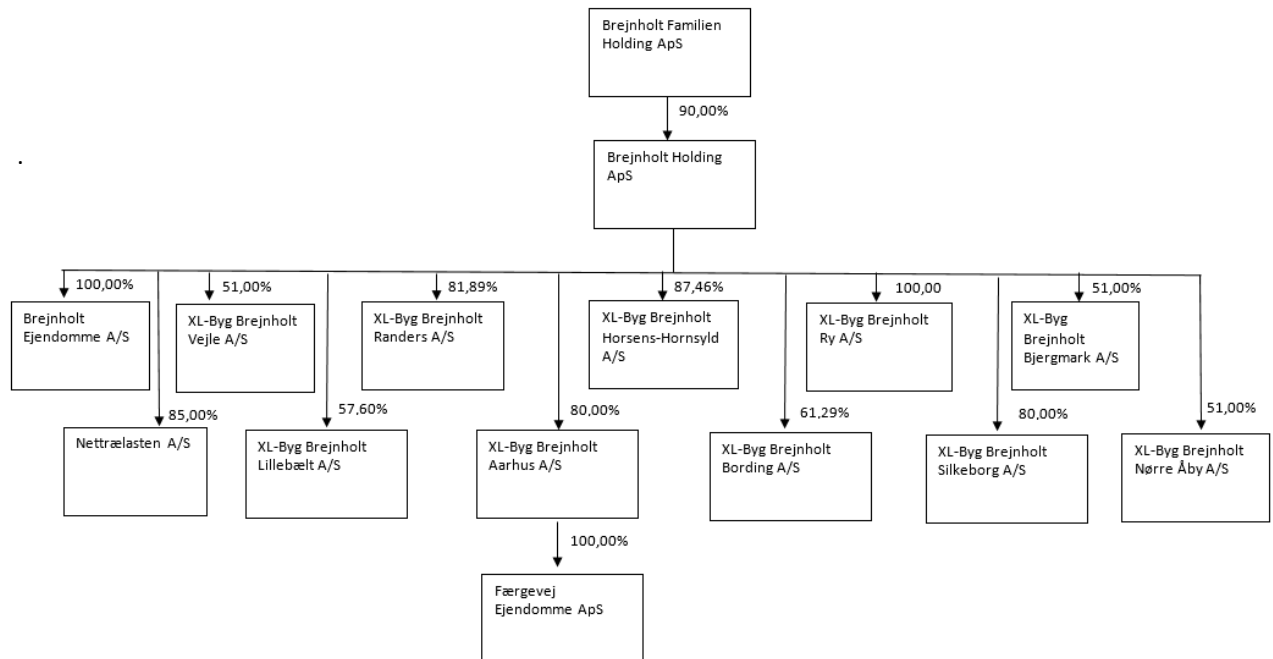 Brejnholt Familien
Holding ApS
90,00%
Brejnholt Holding
ApS
100,00%
51,00%
81,89%
87,46%
100,00
51,00%
Brejnholt
Ejendomme A/S
XL-Byg Brejnholt
Vejle A/S
XL-Byg Brejnholt
Randers A/S
XL-Byg Brejnholt
Horsens-Hornsyld
A/S
XL-Byg Brejnholt
Ry A/S
XL-Byg
Brejnholt
Bjergmark A/S
85,00%
57,60%
80,00%
61,29%
80,00%
51,00%
Nettrælasten A/S
XL-Byg Brejnholt
Lillebælt A/S
XL-Byg Brejnholt
Aarhus A/S
XL-Byg Brejnholt
Bording A/S
XL-Byg Brejnholt
Silkeborg A/S
XL-Byg Brejnholt
Nørre Åby A/S
100,00%
Færgevej
Ejendomme ApS